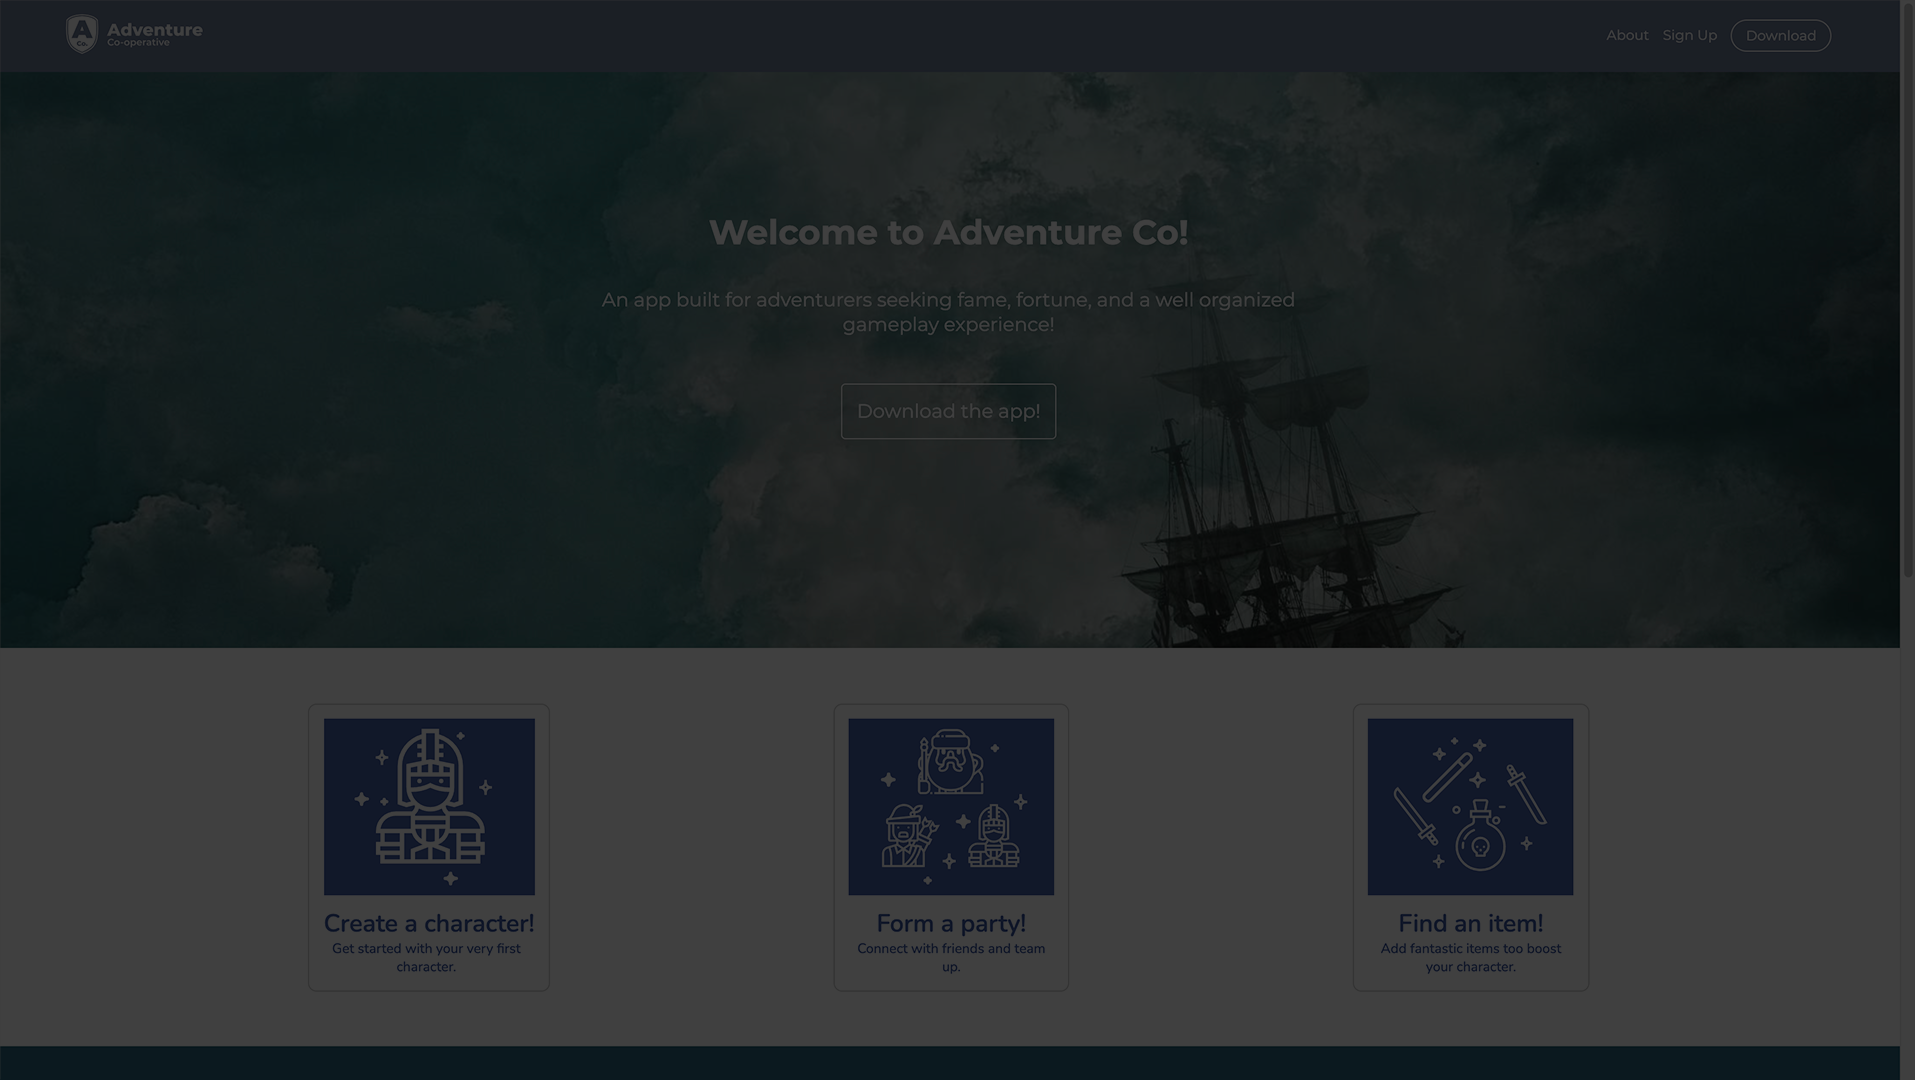 A
Co.
Adventure
Co-operative
About Sign Up Download
Welcome to Adventure Co!
An app built for adventurers seeking fame, fortune, and a well organized
gameplay experience!
Download the app!
Create a character!
Get started with your very first
character.
Form a party!
Connect with friends and team
up.
Find an item!
Add fantastic items too boost
your character.